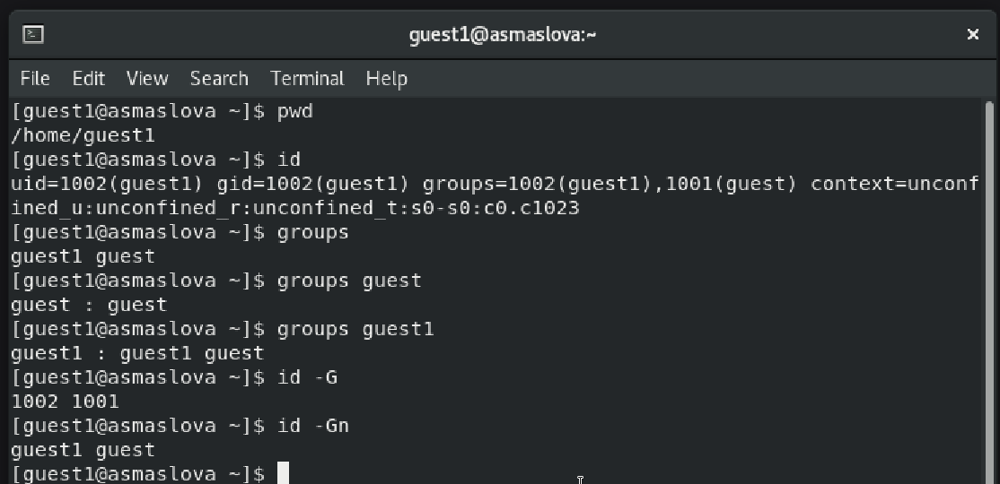 guest1@asmaslova:~
File Edit View Search Terminal Help
[guest1@asmaslova ~]$ pwd
/home/guest1
[guest1@asmaslova ~]$ id
uid=1002(guest1) gid=1002(guest1) groups=1002(guest1),1001(guest) context=unconf
ined_u:unconfined_r:unconfined_t:s0-s0:c0.c1023
[guest1@asmaslova ~]$ groups
guest1 guest
[guest1@asmaslova ~]$ groups guest
guest : guest
[guest1@asmaslova ~]$ groups guest1
guest1 : guest1 guest
[guest1@asmaslova ~]$ id -G
1002 1001
[guest1@asmaslova ~]$ id -Gn
guest1 guest
[guest1@asmaslova ~]$